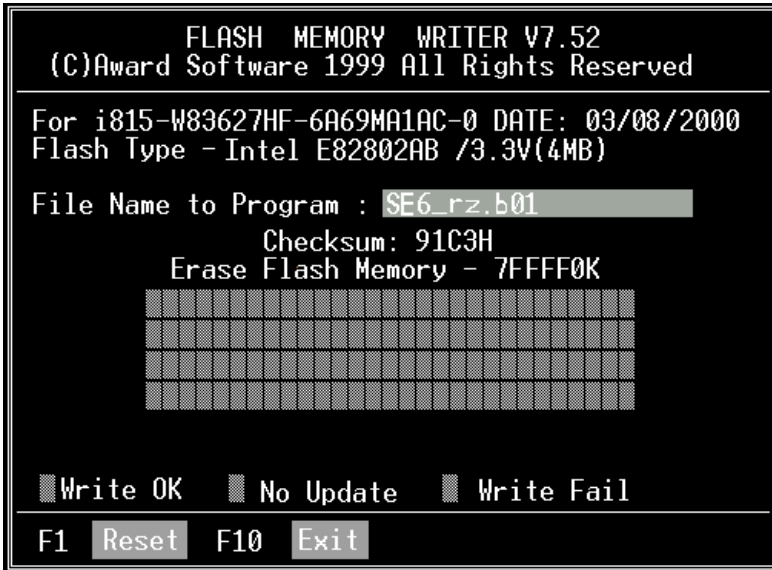 FLASH MEMORY WRITER V7.52
(C)Award Software 1999 All Rights Reserved
For i815-W83627HF-6A69MA1AC-0 DATE: 03/08/2000
Flash Type - Intel E82802AB /3.3V(4MB)
File Name to Program : SE6_rz.b01
Checksum: 91C3H
Erase Flash Memory - 7FFFF0K
Write OK No Update Write Fail
F1 Reset F10 Exit